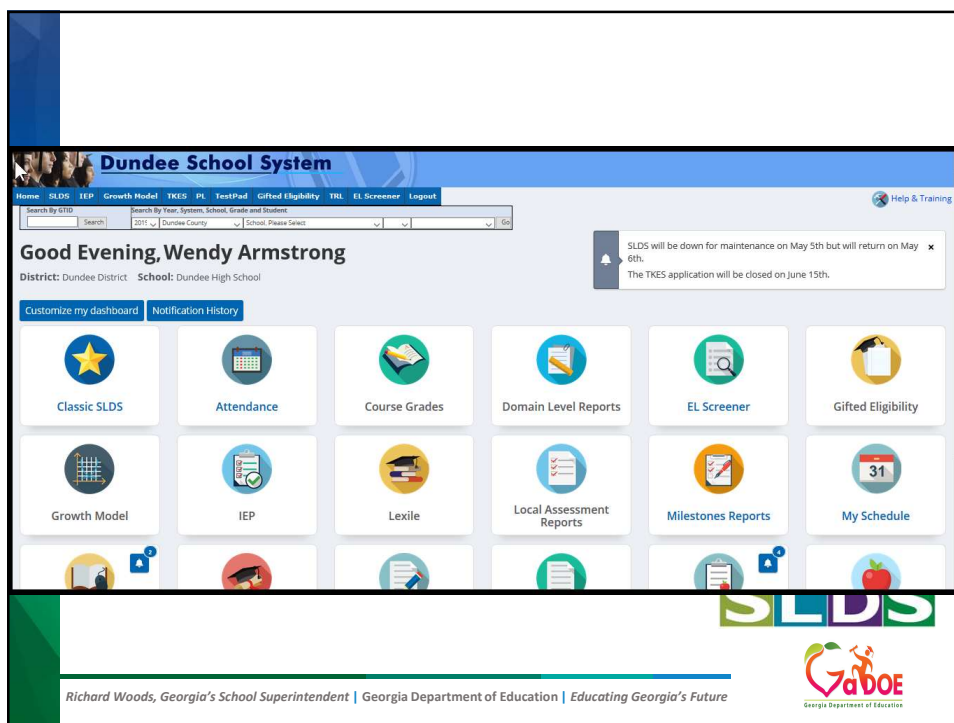 Dundee School System
Home SLDS IEP Growth Model TKES PL TestPad Gifted Eligibility TRL EL Screener Logout
Help & Training
Search By GTID
Search By Year, System, School, Grade and Student
Search
Dundee County
School, Please Select
Go
Good Evening, Wendy Armstrong
District: Dundee District School: Dundee High School
SLDS will be down for maintenance on May 5th but will return on May
6th.
The TKES application will be closed on June 15th.
Customize my dashboard
Notification History
Classic SLDS
Attendance
Course Grades
Domain Level Reports
EL Screener
Gifted Eligibility
31
Growth Model
IEP
Lexile
Local Assessment
Reports
Milestones Reports
My Schedule
2
4
SLDS
GaDOE
Georgia Department of Education
Richard Woods, Georgia's School Superintendent | Georgia Department of Education | Educating Georgia's Future